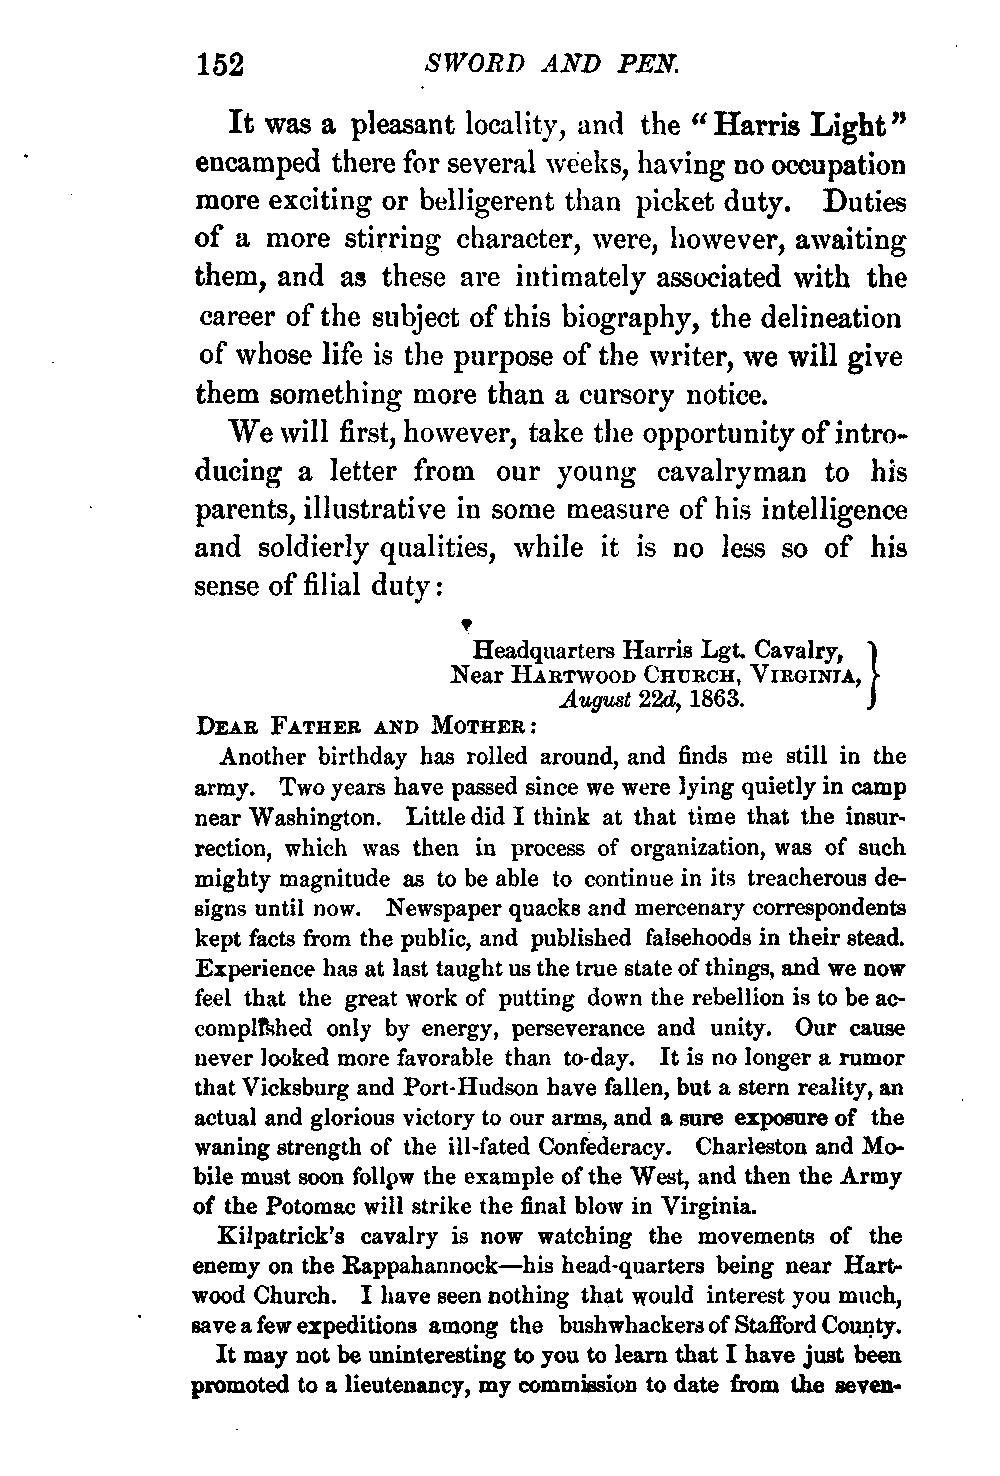 152 SWORD AND PEN.
It was a pleasant locality, and the “Harris Light”
encamped there for several weeks, having no occupation
more exciting or belligerent than picket duty. Duties
of a more stirring character, were, however, awaiting
them, and as these are intimately associated with the
career of the subject of this biography, the delineation
of whose life is the purpose of the writer, we will give
them something more than a cursory notice.
We will first, however, take the opportunity of intro-
ducing a letter from our young cavalryman to his
parents, illustrative in some measure of his intelligence
and soldierly qualities, while it is no less so of his
sense of filial duty:
Headquarters Harris Lgt. Cavalry,
Near HARTWOOD CHURCH, VIRGINIA,
August 22d, 1863.
DEAR FATHER AND MOTHER:
Another birthday has rolled around, and finds me still in the
army. Two years have passed since we were lying quietly in camp
near Washington. Little did I think at that time that the insur-
rection, which was then in process of organization, was of such
mighty magnitude as to be able to continue in its treacherous de-
signs until now. Newspaper quacks and mercenary correspondents
kept facts from the public, and published falsehoods in their stead.
Experience has at last taught us the true state of things, and we now
feel that the great work of putting down the rebellion is to be ac-
complished only by energy, perseverance and unity. Our cause
never looked more favorable than to-day. It is no longer a rumor
that Vicksburg and Port-Hudson have fallen, but a stern reality, an
actual and glorious victory to our arms, and a sure exposure of the
waning strength of the ill-fated Confederacy. Charleston and Mo-
bile must soon follow the example of the West, and then the Army
of the Potomac will strike the final blow in Virginia.
Kilpatrick's cavalry is now watching the movements of the
enemy on the Rappahannock—his head-quarters being near Hart-
wood Church. I have seen nothing that would interest you much,
save a few expeditions among the bushwhackers of Stafford County.
It may not be uninteresting to you to learn that I have just been
promoted to a lieutenancy, my commission to date from the seven-